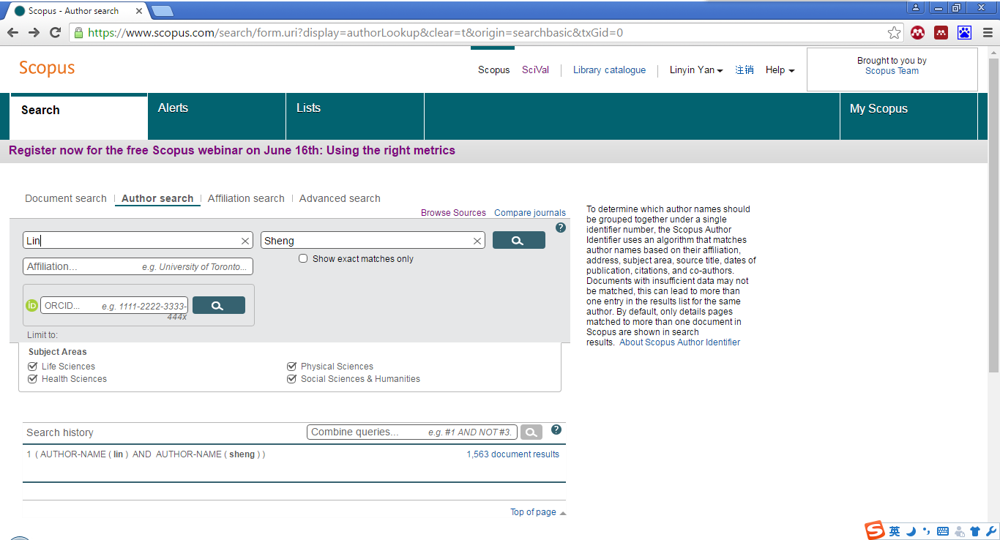 Scopus - Author search
https://www.scopus.com/search/form.uri?display=authorLookup&clear=t&origin=searchbasic&txGid=0
Scopus
Scopus SciVal Library catalogue Linyin Yan 注销 Help
Brought to you by
Scopus Team
Search Alerts Lists My Scopus
Register now for the free Scopus webinar on June 16th: Using the right metrics
Document search Author search Affiliation search Advanced search
Browse Sources Compare journals
?
Lin Sheng
Show exact matches only
Affiliation... e.g. University of Toronto...
iD ORCID... e.g. 1111-2222-3333-
444x
Limit to:
Subject Areas
Life Sciences Physical Sciences
Health Sciences Social Sciences & Humanities
To determine which author names should
be grouped together under a single
identifier number, the Scopus Author
Identifier uses an algorithm that matches
author names based on their affiliation,
address, subject area, source title, dates of
publication, citations, and co-authors.
Documents with insufficient data may not
be matched, this can lead to more than
one entry in the results list for the same
author. By default, only details pages
matched to more than one document in
Scopus are shown in search
results. About Scopus Author Identifier
Search history Combine queries... e.g. #1 AND NOT #3. ?
1 ( AUTHOR-NAME ( lin ) AND AUTHOR-NAME ( sheng ) ) 1,563 document results
Top of page
S 英